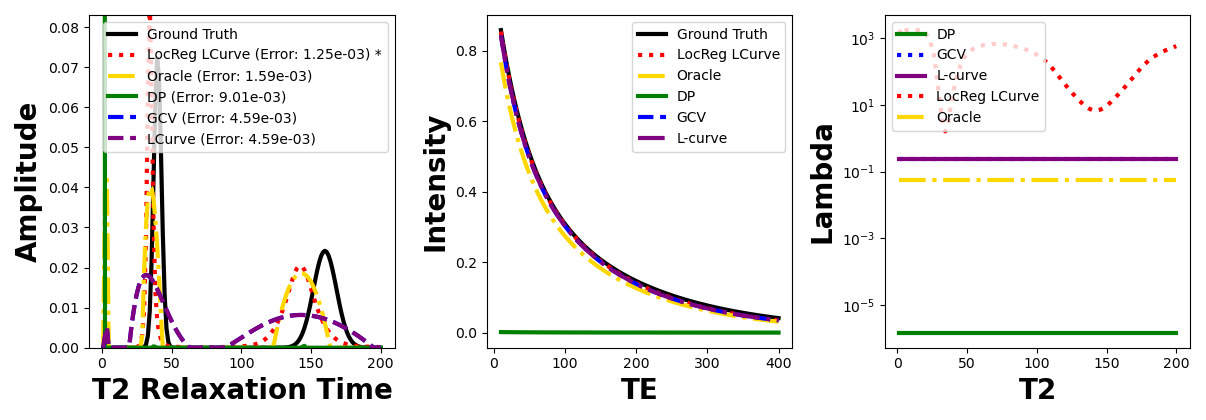 0.08
0.07
0.06
0.05
0.04
0.03
0.02
0.01
0.00
Amplitude
Ground Truth
LocReg LCurve (Error: 1.25e-03) *
Oracle (Error: 1.59e-03)
DP (Error: 9.01e-03)
GCV (Error: 4.59e-03)
LCurve (Error: 4.59e-03)
0 50 100 150 200
T2 Relaxation Time
0.8
0.6
0.4
0.2
0.0
Intensity
Ground Truth
LocReg LCurve
Oracle
DP
GCV
L-curve
0 100 200 300 400
TE
10³
10¹
10⁻¹
10⁻³
10⁻⁵
Lambda
DP
GCV
L-curve
LocReg LCurve
Oracle
0 50 100 150 200
T2